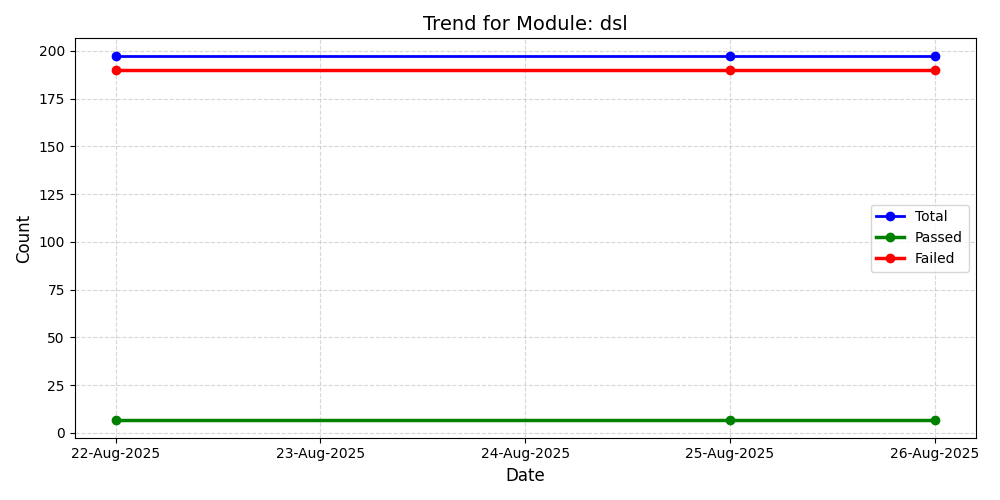 Trend for Module: dsl
200
175
150
125
100
75
50
25
0
Count
Total
Passed
Failed
22-Aug-2025
23-Aug-2025
24-Aug-2025
25-Aug-2025
26-Aug-2025
Date